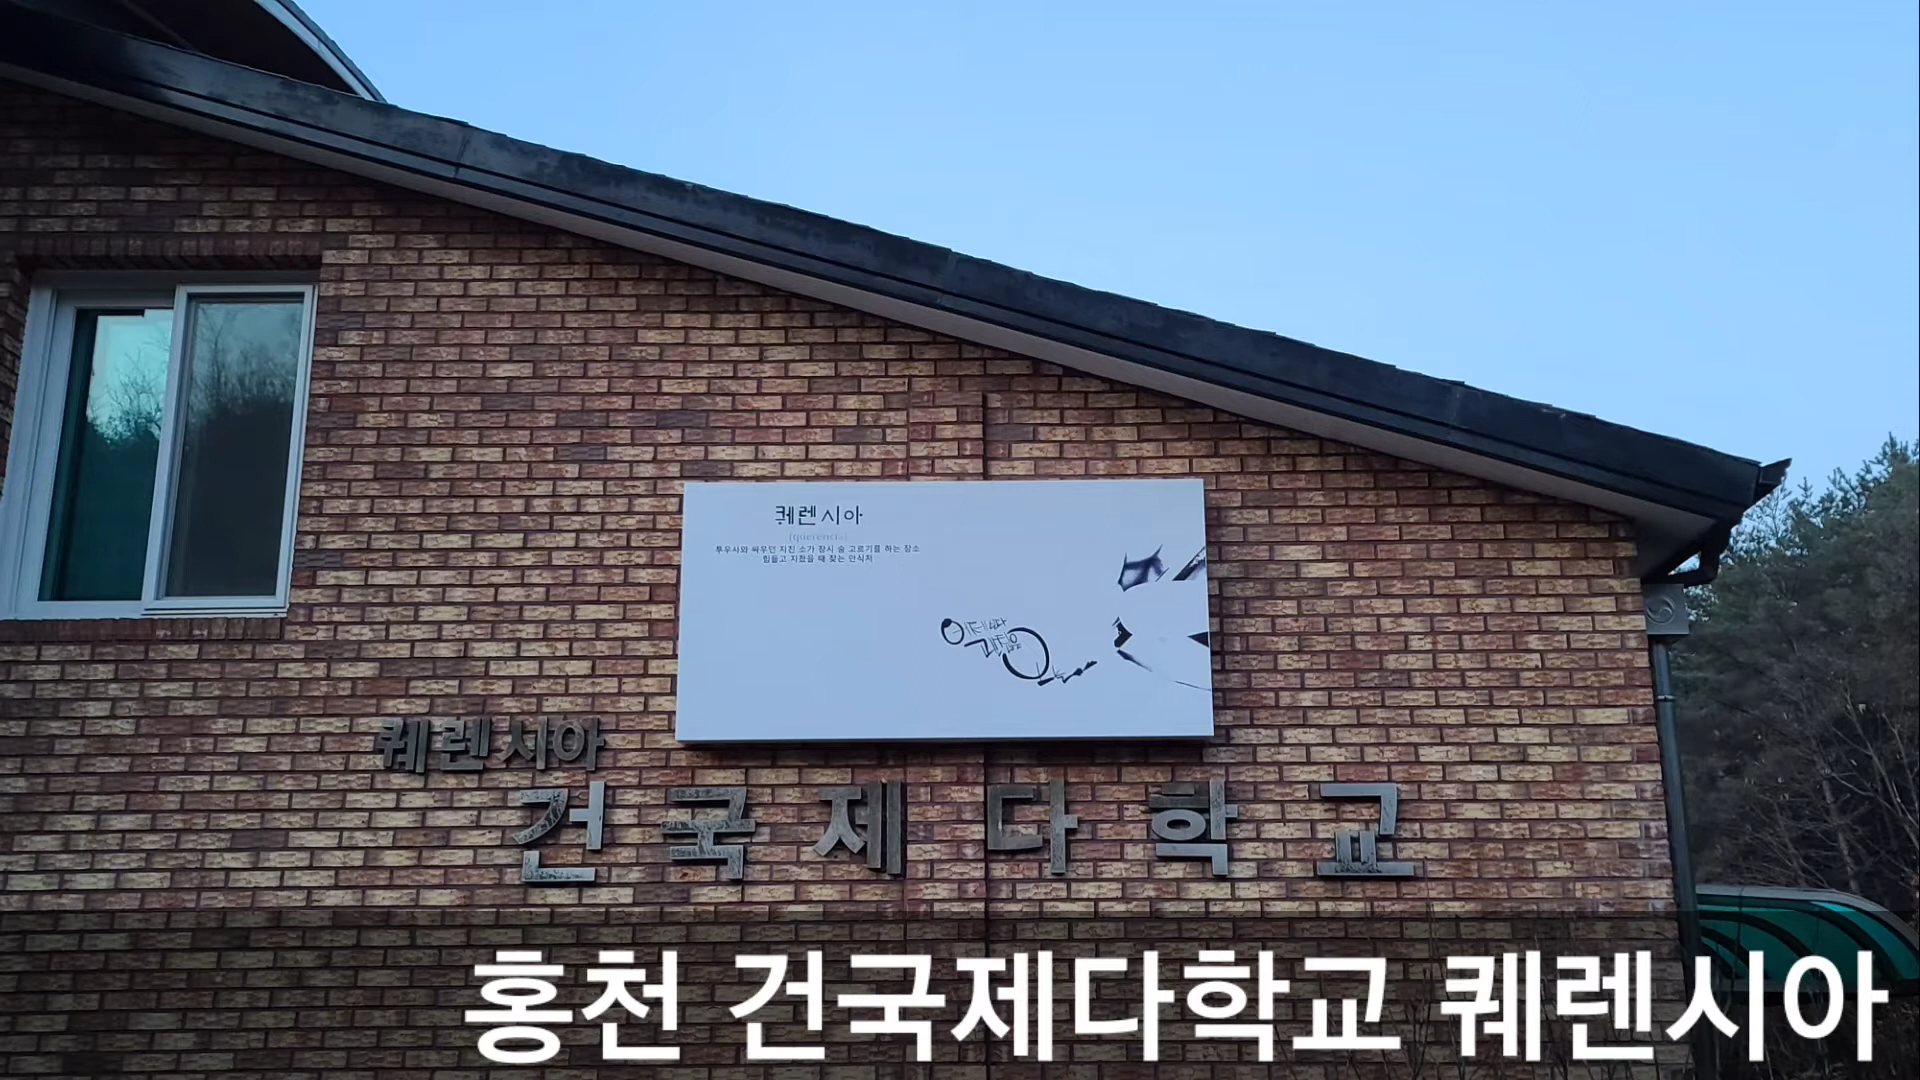 퀘렌시아
[querencia]
투우사와 싸우던 지친 소가 잠시 숨 고르기를 하는 장소
힘들고 지쳤을 때 찾는 안식처
퀘렌시아
건국제다학교
홍천 건국제다학교 퀘렌시아